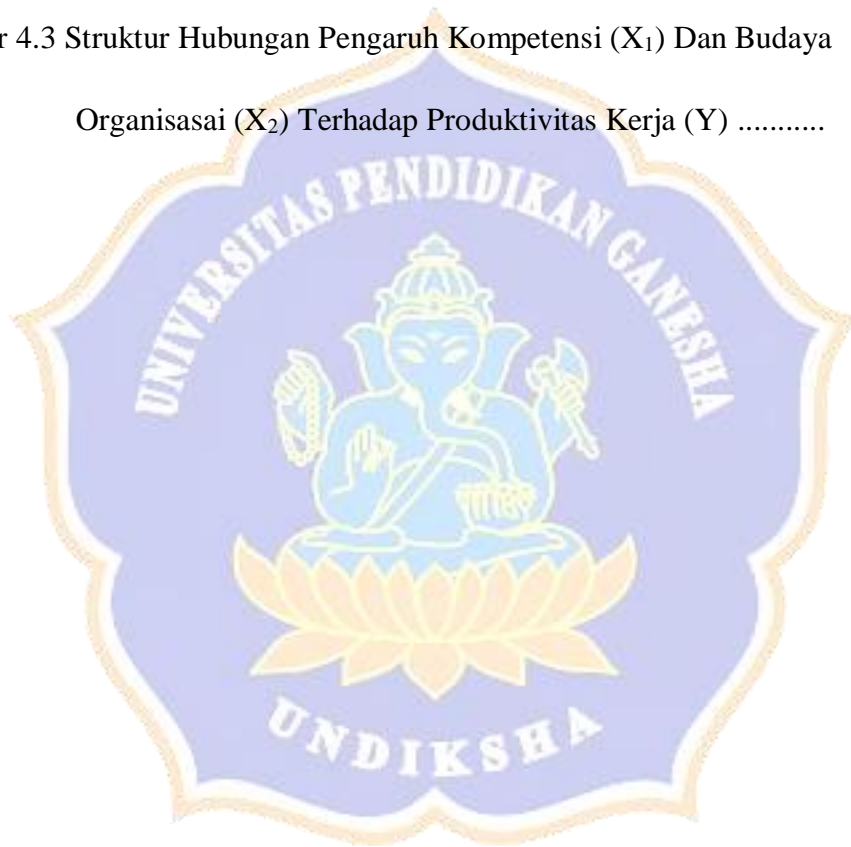 r 4.3 Struktur Hubungan Pengaruh Kompetensi (X₁) Dan Budaya
Organisasai (X₂) Terhadap Produktivitas Kerja (Y) ...........
UNIVERSITAS PENDIDIKAN GANESHA
UNDIKSHA